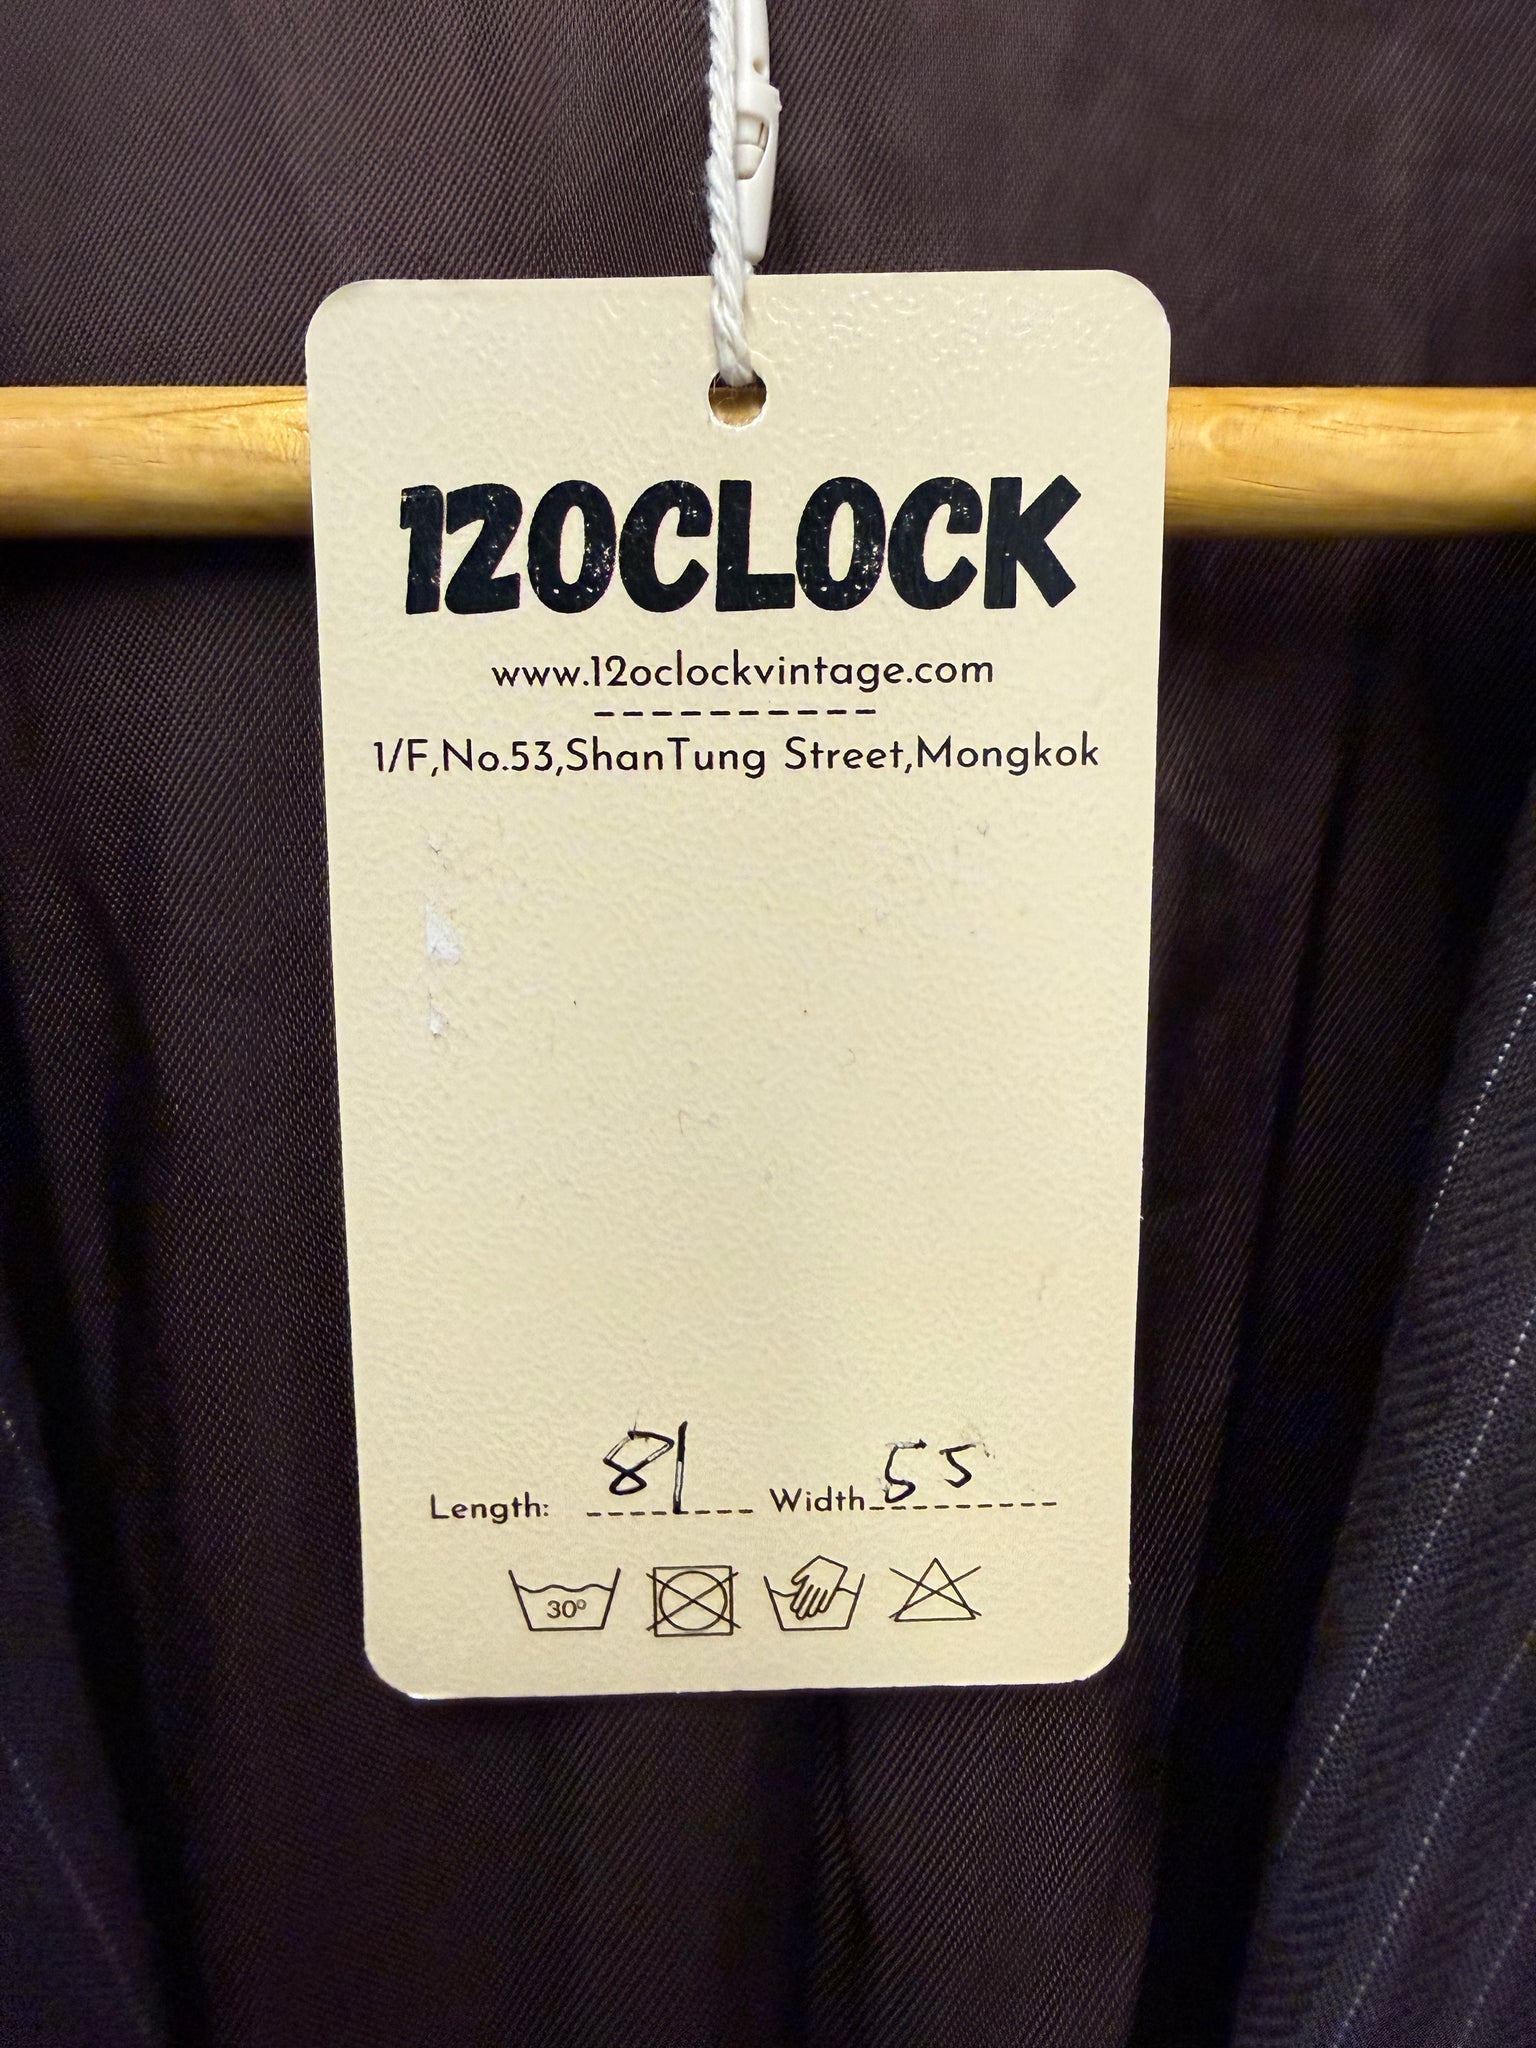 12OCLOCK
www.12oclockvintage.com
1/F,No.53,ShanTung Street,Mongkok
Length: 81 Width 55
30°